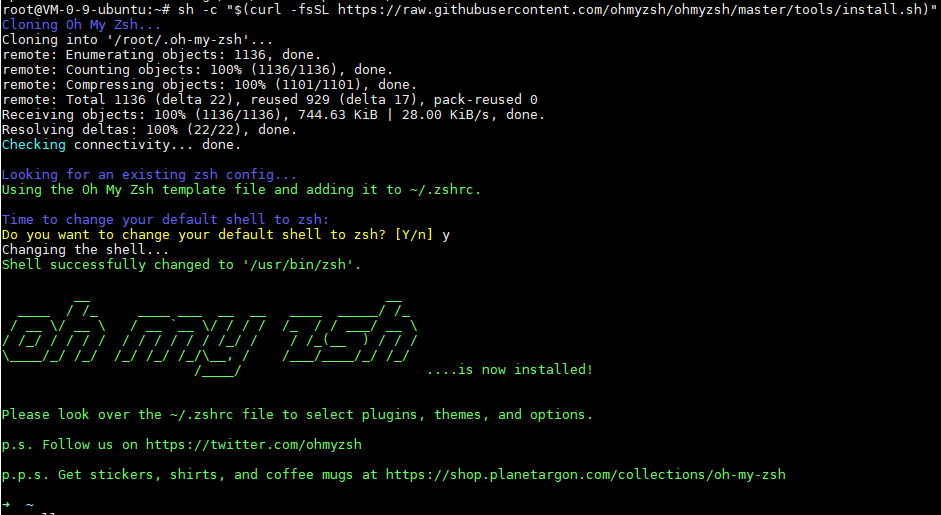 root@VM-0-9-ubuntu:~# sh -c "$(curl -fsSL https://raw.githubusercontent.com/ohmyzsh/ohmyzsh/master/tools/install.sh)"
Cloning Oh My Zsh...
Cloning into '/root/.oh-my-zsh'...
remote: Enumerating objects: 1136, done.
remote: Counting objects: 100% (1136/1136), done.
remote: Compressing objects: 100% (1101/1101), done.
remote: Total 1136 (delta 22), reused 929 (delta 17), pack-reused 0
Receiving objects: 100% (1136/1136), 744.63 KiB | 28.00 KiB/s, done.
Resolving deltas: 100% (22/22), done.
Checking connectivity... done.
Looking for an existing zsh config...
Using the Oh My Zsh template file and adding it to ~/.zshrc.
Time to change your default shell to zsh:
Do you want to change your default shell to zsh? [Y/n] y
Changing the shell...
Shell successfully changed to '/usr/bin/zsh'.
oh my zsh
....is now installed!
Please look over the ~/.zshrc file to select plugins, themes, and options.
p.s. Follow us on https://twitter.com/ohmyzsh
p.p.s. Get stickers, shirts, and coffee mugs at https://shop.planetargon.com/collections/oh-my-zsh
➜ ~